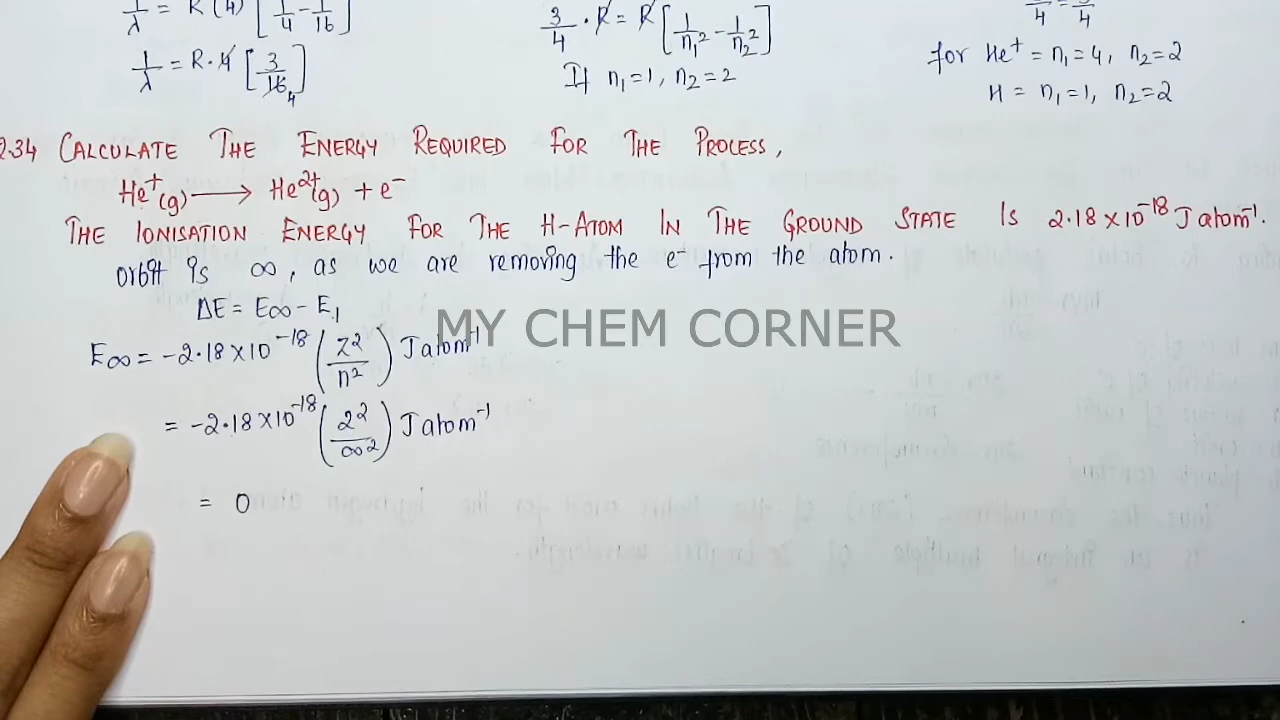 1/λ = R(4) [1/4 - 1/16]
1/λ = R·4 [3/16 4]
3/4 · R = R [1/n₁² - 1/n₂²]
If n₁=1, n₂=2
for He⁺ = n₁=4, n₂=2
H = n₁=1, n₂=2
2.34 CALCULATE THE ENERGY REQUIRED FOR THE PROCESS,
He⁺(g) ⟶ He²⁺(g) + e⁻
THE IONISATION ENERGY FOR THE H-ATOM IN THE GROUND STATE IS 2.18×10⁻¹⁸ J atom⁻¹.
orbit is ∞, as we are removing the e⁻ from the atom.
ΔE = E∞ - E₁
MY CHEM CORNER
E∞ = -2.18×10⁻¹⁸ (Z²/n²) J atom⁻¹
= -2.18×10⁻¹⁸ (2²/∞²) J atom⁻¹
= 0